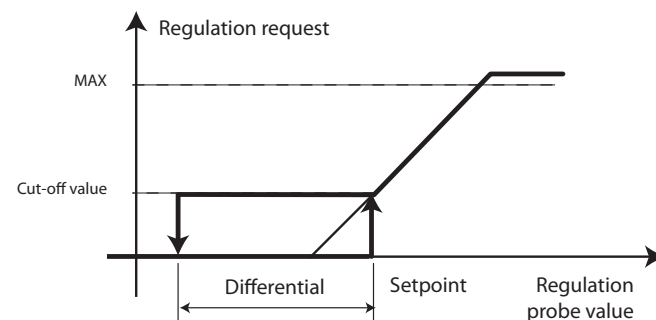 Regulation request
MAX
Cut-off value
Differential
Setpoint
Regulation
probe value